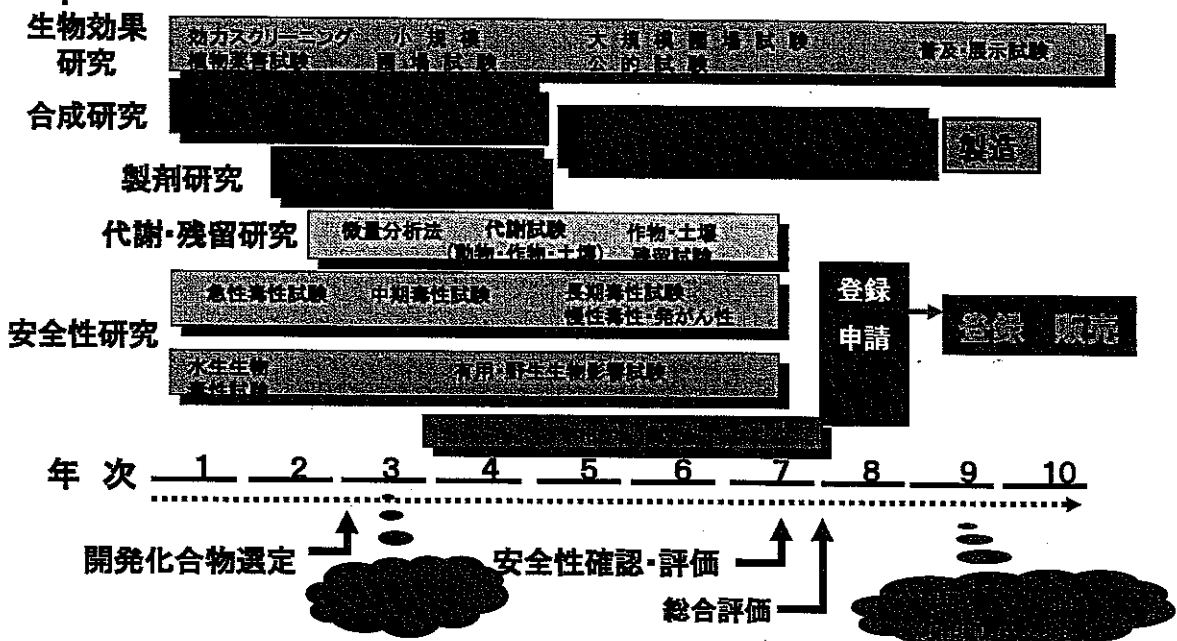 生物効果
研究
効力スクリーニング
植物薬害試験
小規模
圃場試験
大規模圃場試験
公的試験
普及・展示試験
合成研究
製造
製剤研究
代謝・残留研究
微量分析法
代謝試験
(動物・作物・土壌)
作物・土壌
残留試験
安全性研究
急性毒性試験
中期毒性試験
長期毒性試験
慢性毒性・発がん性
水生生物
毒性試験
有用・野生生物影響試験
登録
申請
登録 販売
年次 1 2 3 4 5 6 7 8 9 10
開発化合物選定
安全性確認・評価
総合評価